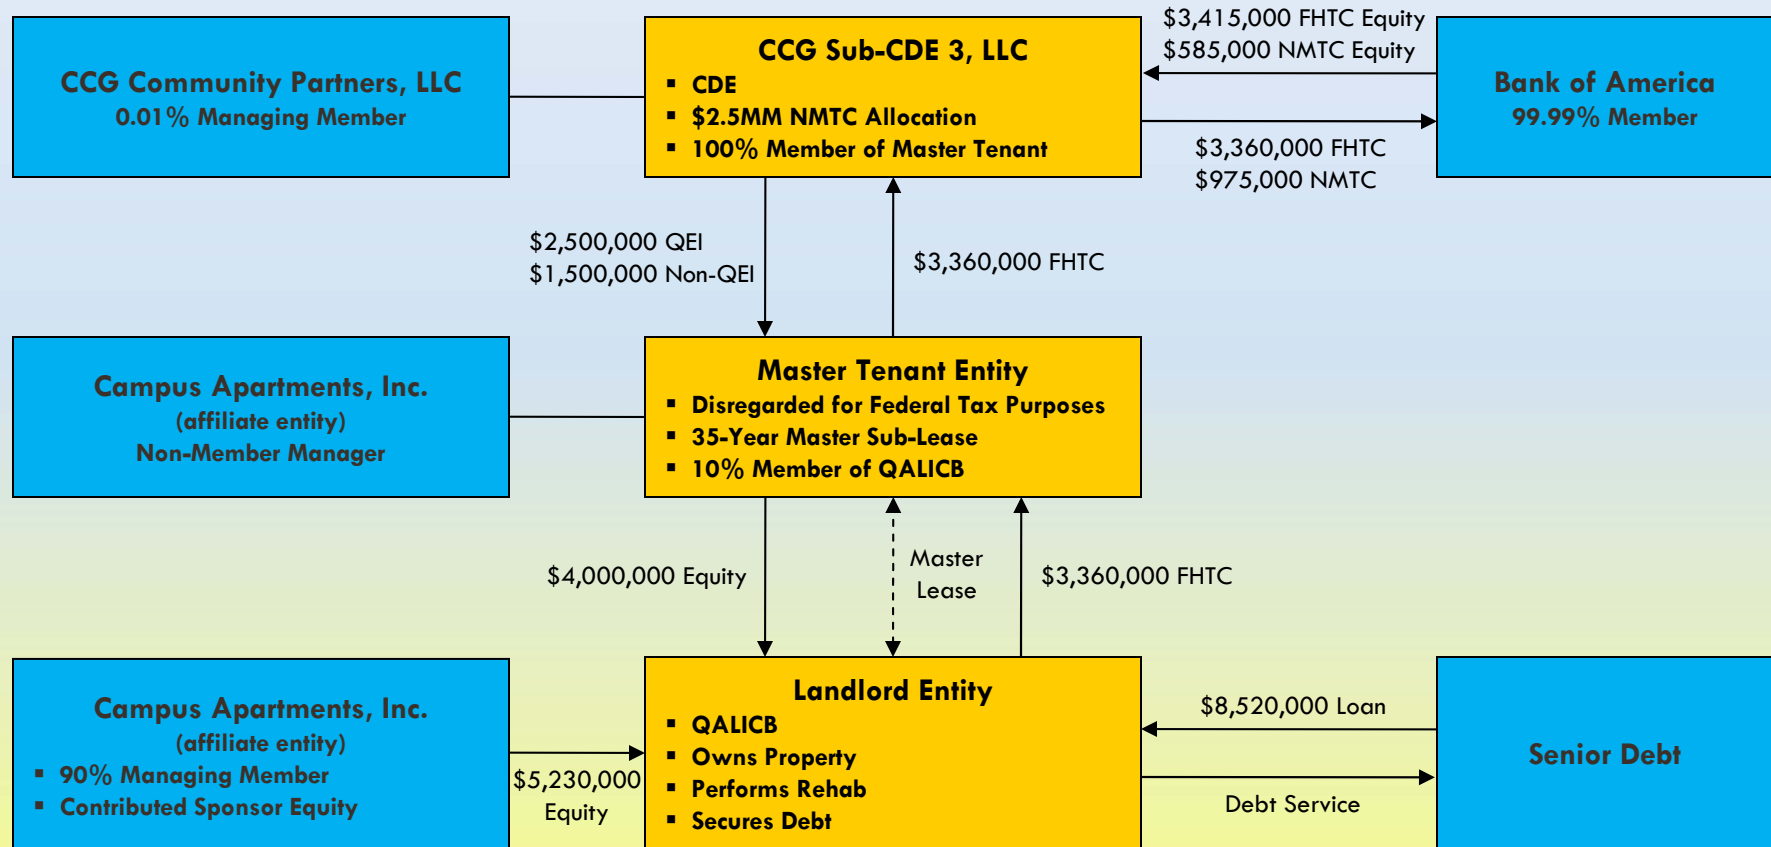 CCG Community Partners, LLC
0.01% Managing Member
CCG Sub-CDE 3, LLC
▪ CDE
▪ $2.5MM NMTC Allocation
▪ 100% Member of Master Tenant
$3,415,000 FHTC Equity
$585,000 NMTC Equity
$3,360,000 FHTC
$975,000 NMTC
Bank of America
99.99% Member
$2,500,000 QEI
$1,500,000 Non-QEI
$3,360,000 FHTC
Campus Apartments, Inc.
(affiliate entity)
Non-Member Manager
Master Tenant Entity
▪ Disregarded for Federal Tax Purposes
▪ 35-Year Master Sub-Lease
▪ 10% Member of QALICB
$4,000,000 Equity
Master
Lease
$3,360,000 FHTC
Campus Apartments, Inc.
(affiliate entity)
▪ 90% Managing Member
▪ Contributed Sponsor Equity
$5,230,000
Equity
Landlord Entity
▪ QALICB
▪ Owns Property
▪ Performs Rehab
▪ Secures Debt
$8,520,000 Loan
Debt Service
Senior Debt